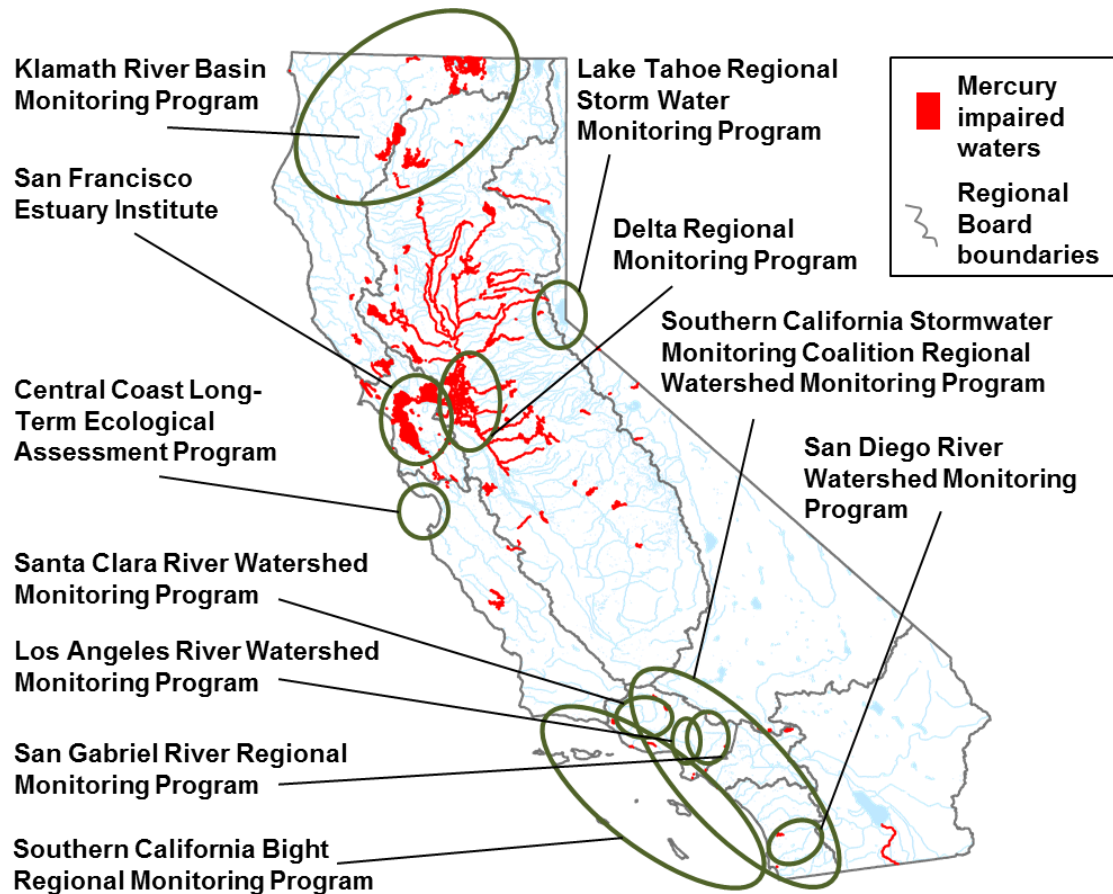 Klamath River Basin
Monitoring Program
San Francisco
Estuary Institute
Central Coast Long-
Term Ecological
Assessment Program
Santa Clara River Watershed
Monitoring Program
Los Angeles River Watershed
Monitoring Program
San Gabriel River Regional
Monitoring Program
Southern California Bight
Regional Monitoring Program
Lake Tahoe Regional
Storm Water
Monitoring Program
Delta Regional
Monitoring Program
Southern California Stormwater
Monitoring Coalition Regional
Watershed Monitoring Program
San Diego River
Watershed Monitoring
Program
Mercury
impaired
waters
Regional
Board
boundaries